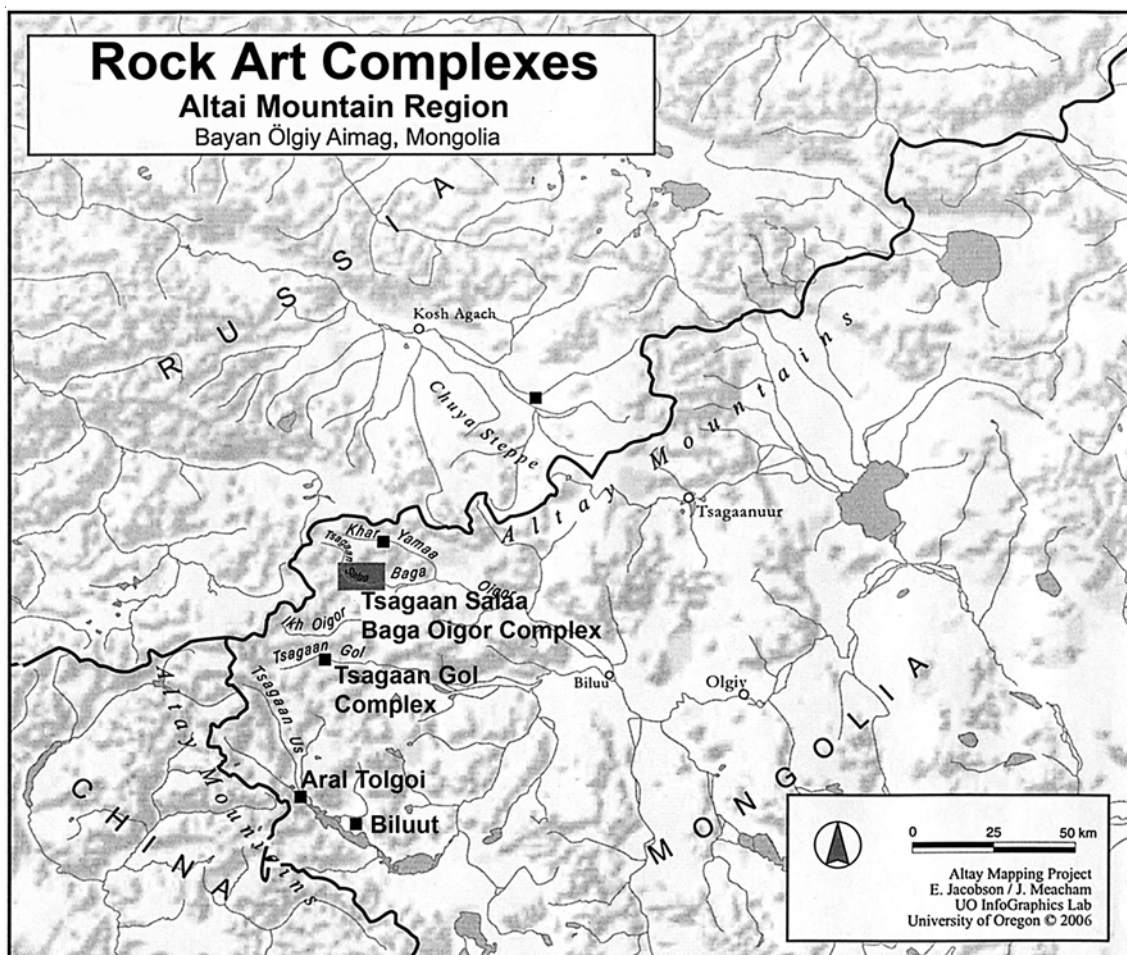 Rock Art Complexes
Altai Mountain Region
Bayan Ölgiy Aimag, Mongolia
RUSSIA
Kosh Agach
Chuya Steppe
Altay Mountains
Tsagaanuur
Khar Yamaa
Tsagaan
Salaa
Baga
Oigor
Tsagaan Salaa
Baga Oigor Complex
Ikh Oigor
Tsagaan Gol
Tsagaan Gol
Complex
Biluu
Olgiy
Tsagaan Us
Altay Mountains
Aral Tolgoi
Biluut
CHINA
MONGOLIA
0 25 50 km
Altay Mapping Project
E. Jacobson / J. Meacham
UO InfoGraphics Lab
University of Oregon © 2006